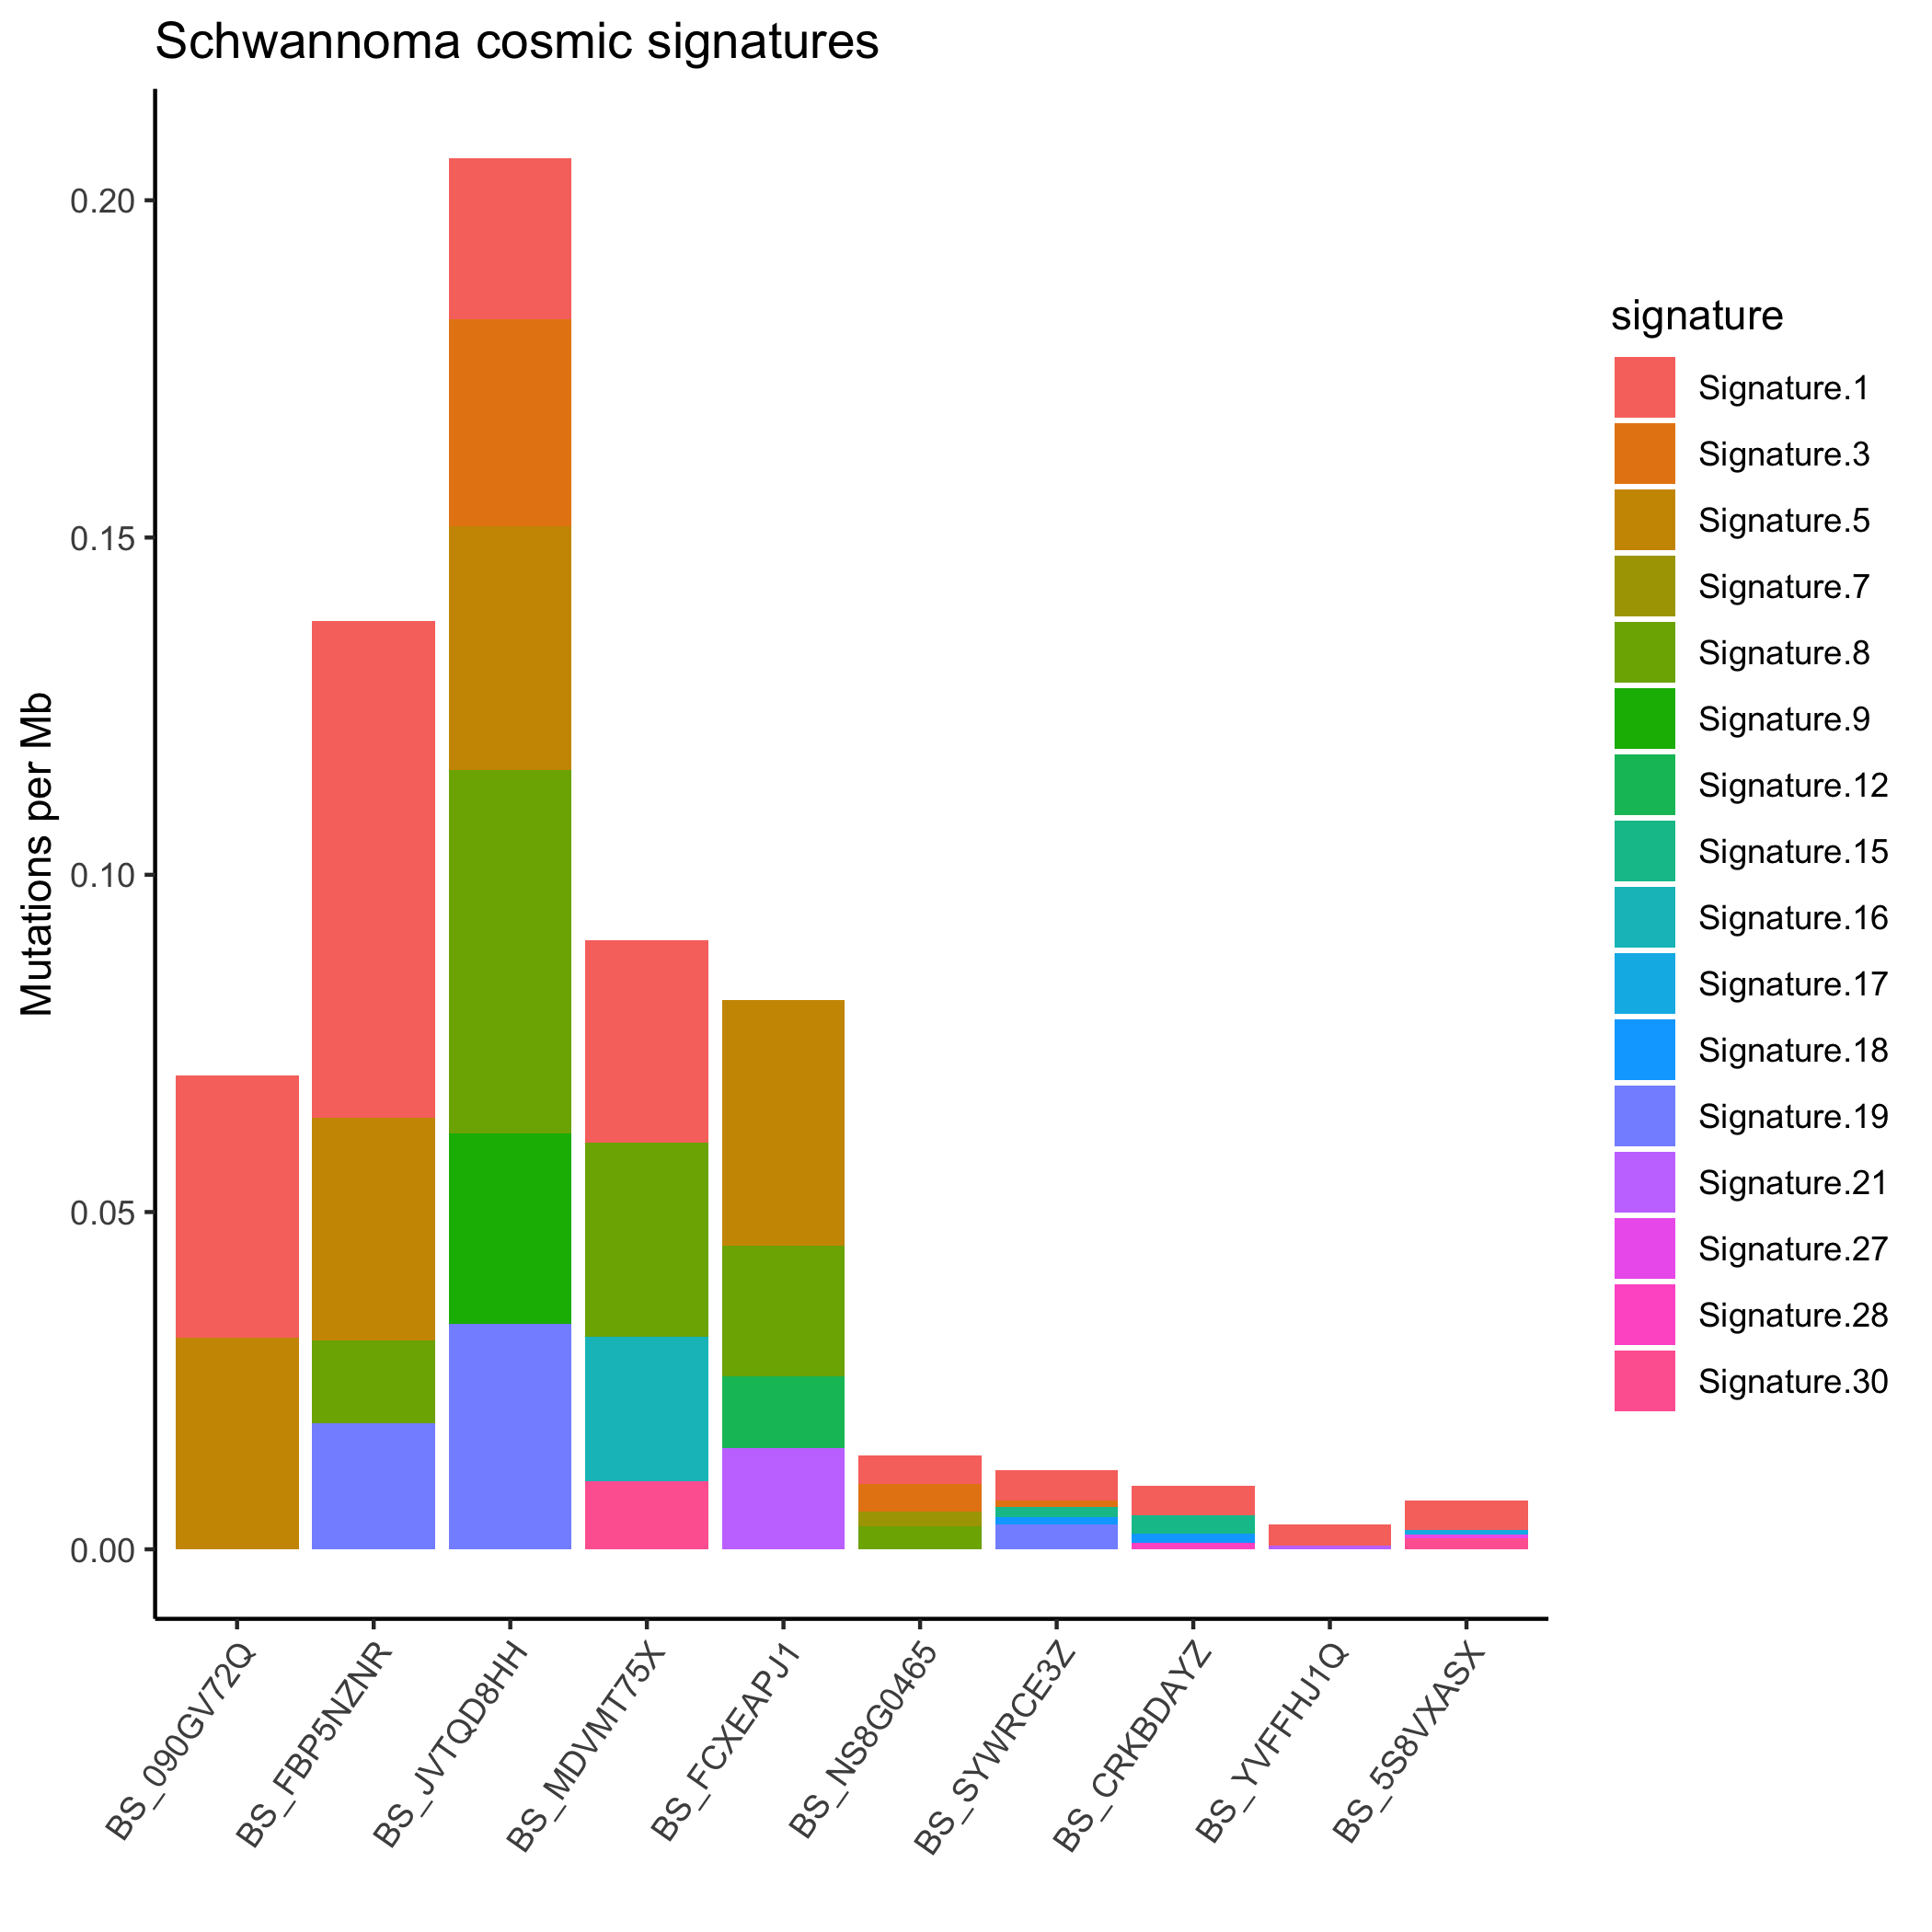 Schwannoma cosmic signatures
Mutations per Mb
0.20
0.15
0.10
0.05
0.00
BS_090GV72Q
BS_FBP5NZNR
BS_JVTQD8HH
BS_MDVMT75X
BS_FCXEAPJ1
BS_NS8G0465
BS_SYWRCE3Z
BS_CRKBDAYZ
BS_YVFFHJ1Q
BS_5S8VXASX
signature
Signature.1
Signature.3
Signature.5
Signature.7
Signature.8
Signature.9
Signature.12
Signature.15
Signature.16
Signature.17
Signature.18
Signature.19
Signature.21
Signature.27
Signature.28
Signature.30